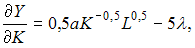 ∂Y/∂K = 0,5aK^{-0,5}L^{0,5} − 5λ,